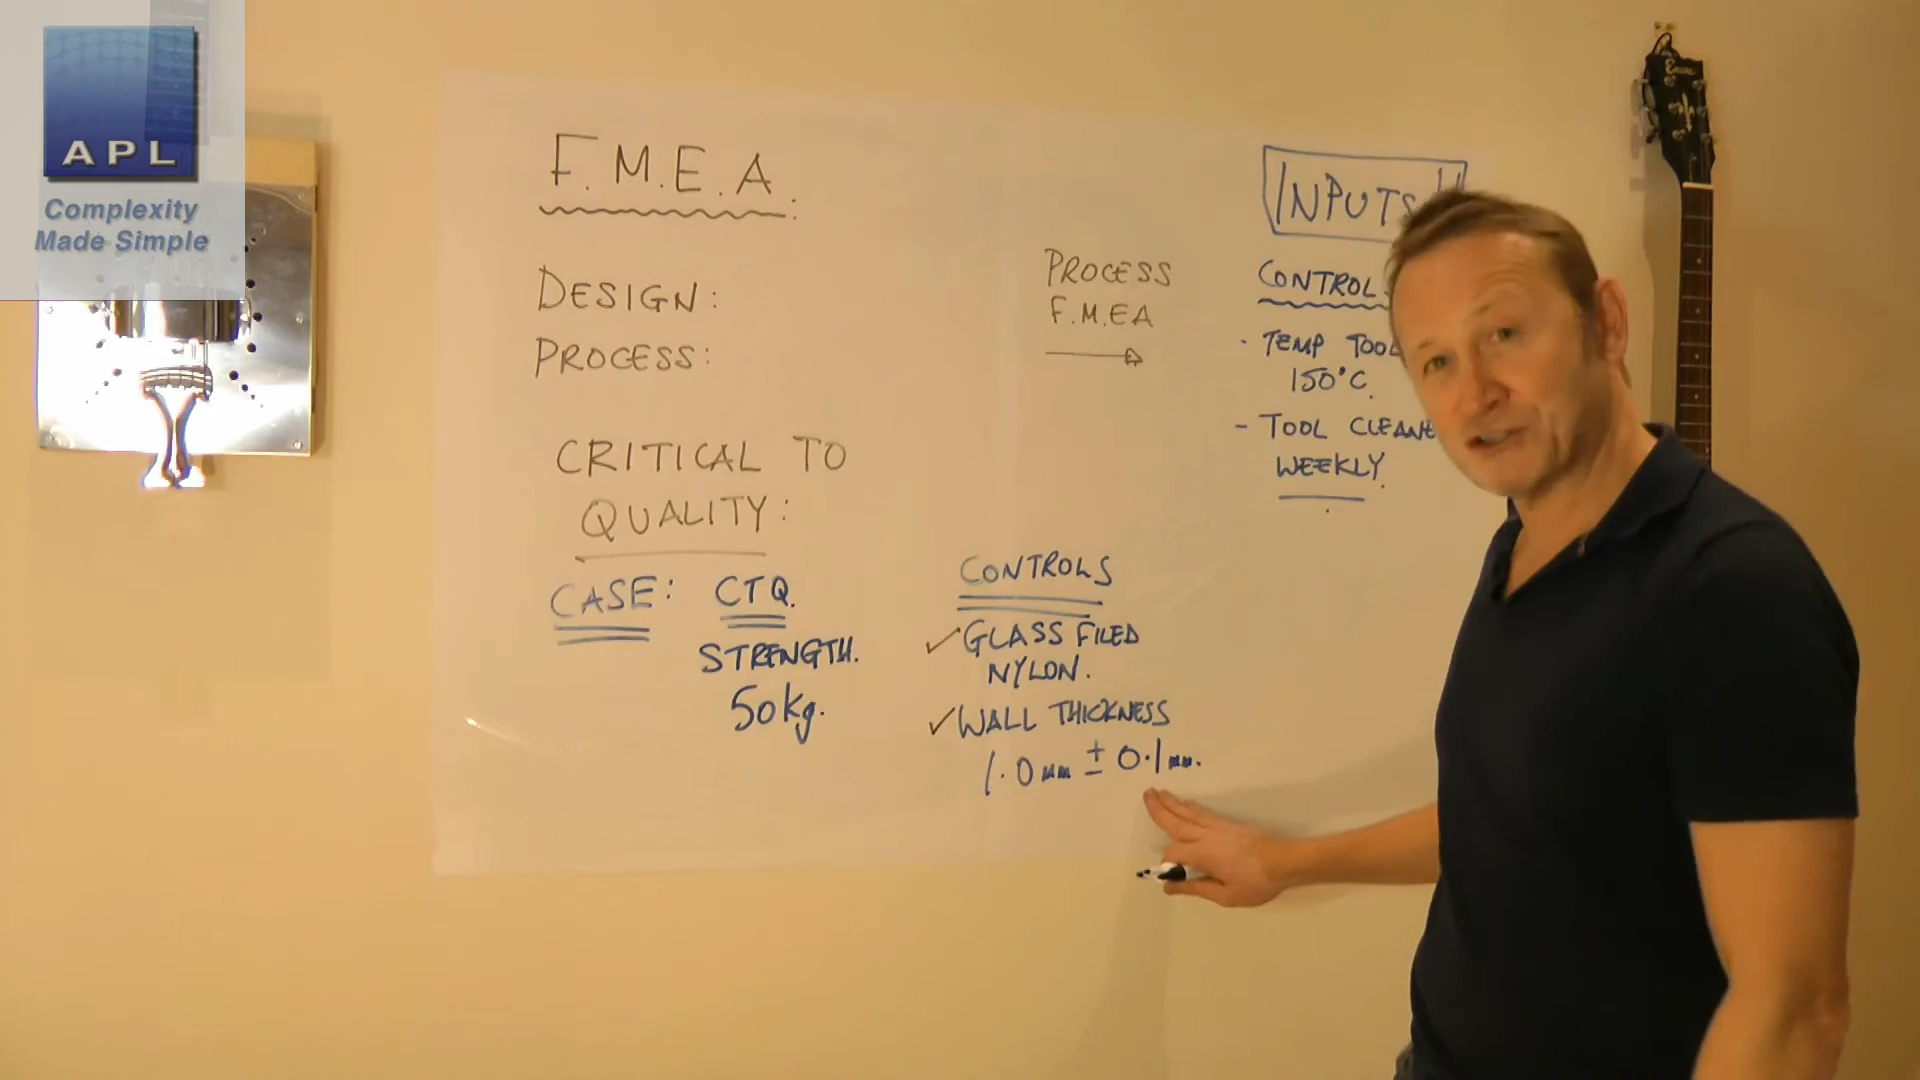 APL
Complexity
Made Simple
F.M.E.A:
DESIGN:
PROCESS:
CRITICAL TO
QUALITY:
CASE: CTQ.
STRENGTH.
50kg.
CONTROLS
✓GLASS FILED
NYLON.
✓WALL THICKNESS
1.0mm ± 0.1mm.
PROCESS
F.M.EA
INPUTS
CONTROL
· TEMP TOOL
150°C.
- TOOL CLEANE
WEEKLY.